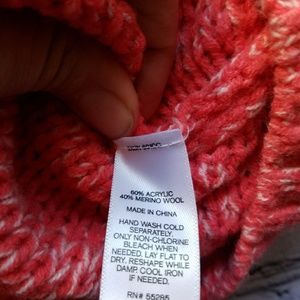 60% ACRYLIC
40% MERINO WOOL
MADE IN CHINA
HAND WASH COLD
SEPARATELY.
ONLY NON-CHLORINE
BLEACH WHEN
NEEDED. LAY FLAT TO
DRY. RESHAPE WHILE
DAMP. COOL IRON
IF NEEDED.
RN# 55285